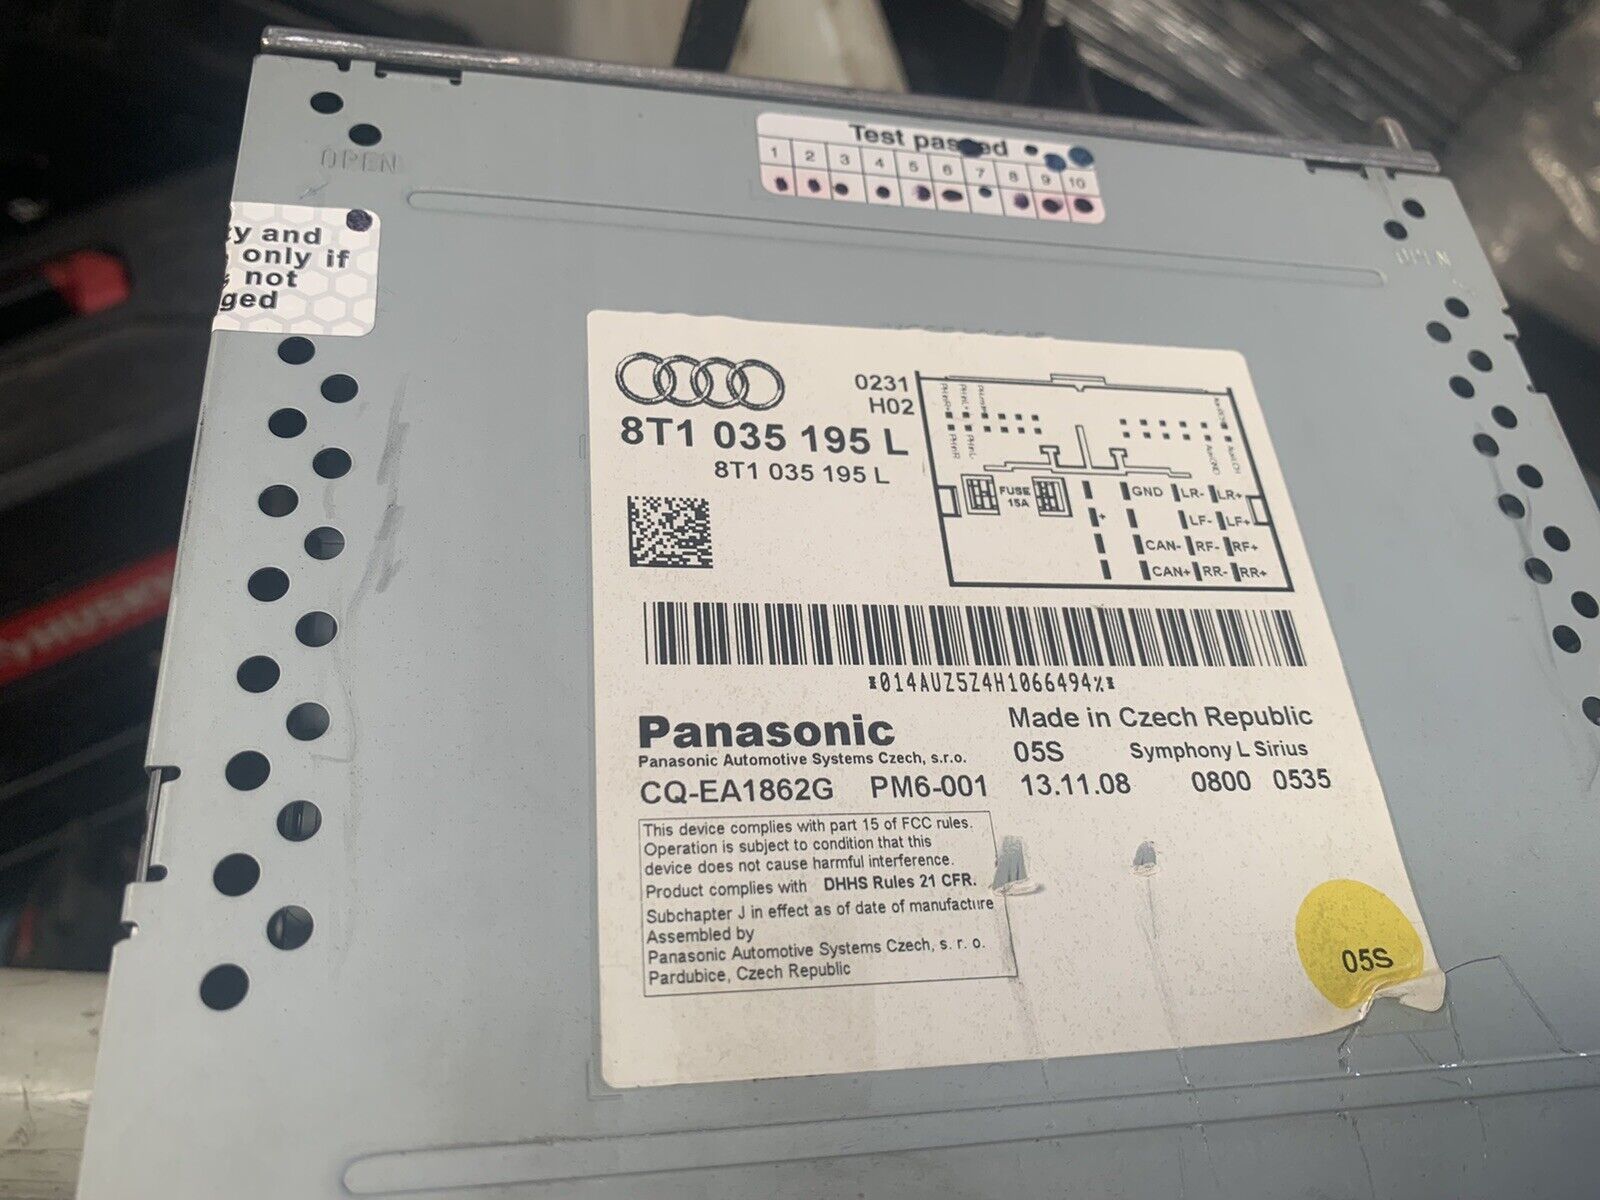 Test passed
1 2 3 4 5 6 7 8 9 10
OPEN
OPEN
and
only if
not
0231
H02
8T1 035 195 L
8T1 035 195 L
FUSE
15A
GND LR- LR+
+ LF- LF+
CAN- RF- RF+
CAN+ RR- RR+
*014AUZ5Z4H1066494%*
Panasonic
Made in Czech Republic
Panasonic Automotive Systems Czech, s.r.o.
05S Symphony L Sirius
CQ-EA1862G PM6-001 13.11.08 0800 0535
This device complies with part 15 of FCC rules.
Operation is subject to condition that this
device does not cause harmful interference.
Product complies with DHHS Rules 21 CFR.
Subchapter J in effect as of date of manufacture
Assembled by
Panasonic Automotive Systems Czech, s. r. o.
Pardubice, Czech Republic
05S